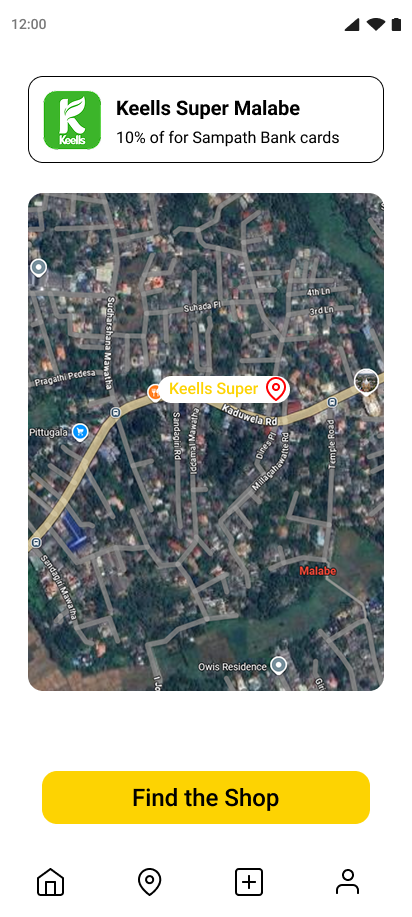 12:00
Keells
Keells Super Malabe
10% of for Sampath Bank cards
4th Ln
Suhada Pl
3rd Ln
Sudharshana Mawatha
Pragathi Pedesa
Keells Super
Kaduwela Rd
Pittugala
Sandagiri Rd
Iddamal Mawatha
Dines Pl
Millagahawatte Rd
Temple Road
Sandagiri Mawatha
Malabe
Owis Residence
Find the Shop